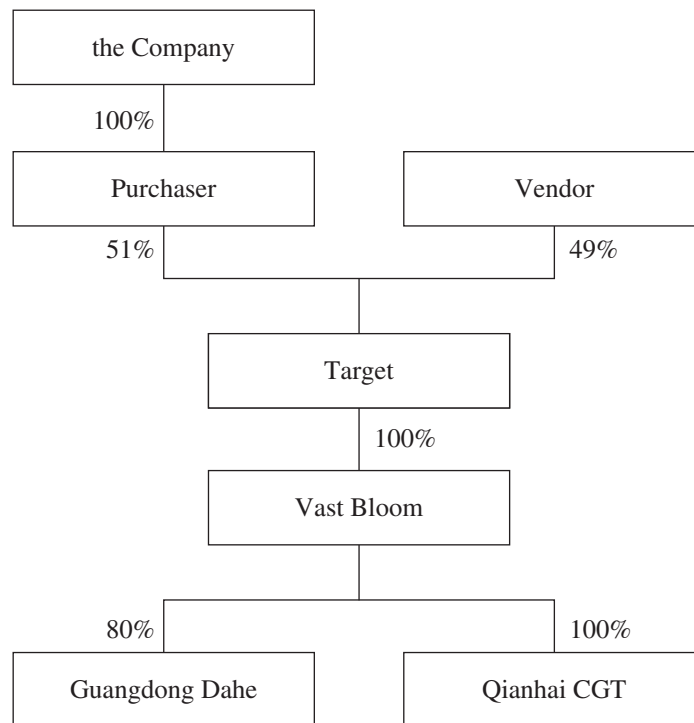 the Company
100%
Purchaser
Vendor
51%
49%
Target
100%
Vast Bloom
80%
100%
Guangdong Dahe
Qianhai CGT